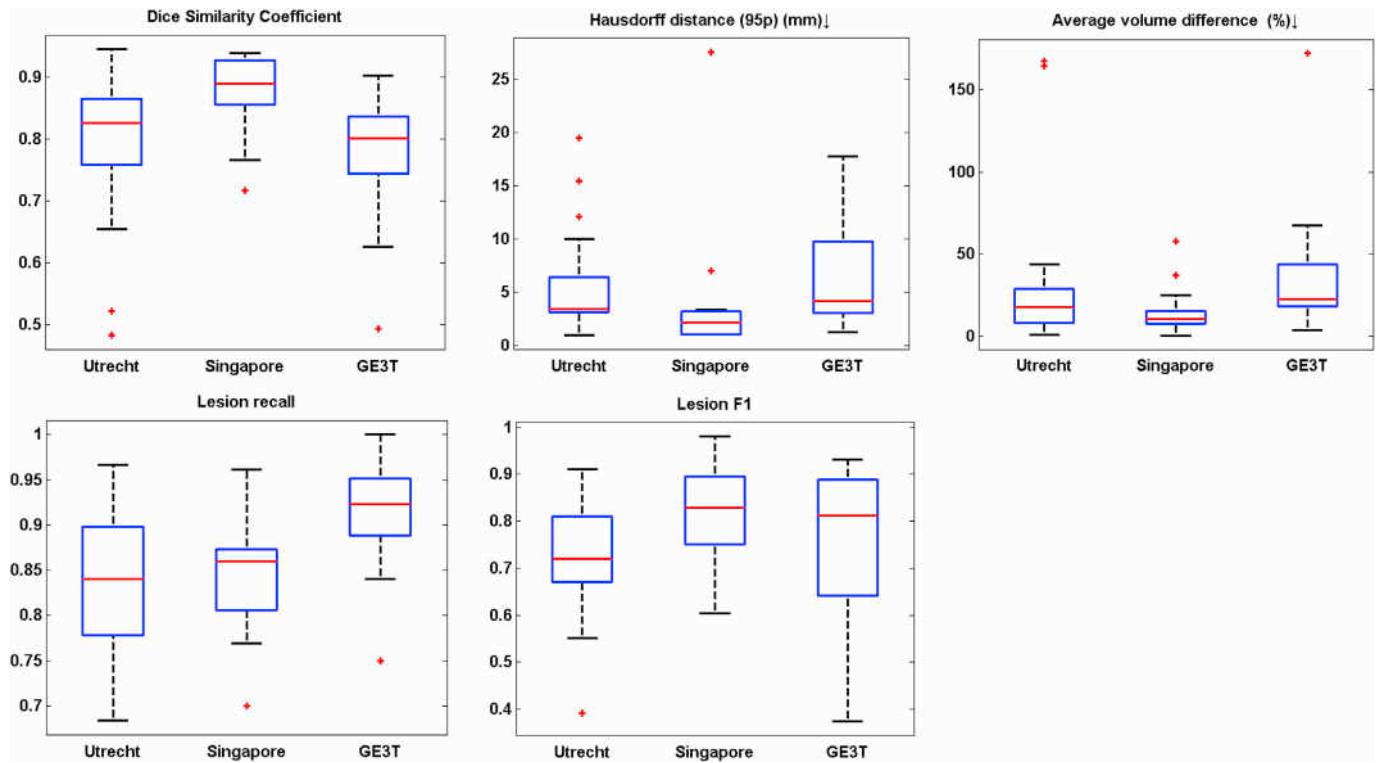 Dice Similarity Coefficient
0.9
0.8
0.7
0.6
0.5
Utrecht Singapore GE3T
Hausdorff distance (95p) (mm)↓
25
20
15
10
5
0
Utrecht Singapore GE3T
Average volume difference (%)↓
150
100
50
0
Utrecht Singapore GE3T
Lesion recall
1
0.95
0.9
0.85
0.8
0.75
0.7
Utrecht Singapore GE3T
Lesion F1
1
0.9
0.8
0.7
0.6
0.5
0.4
Utrecht Singapore GE3T